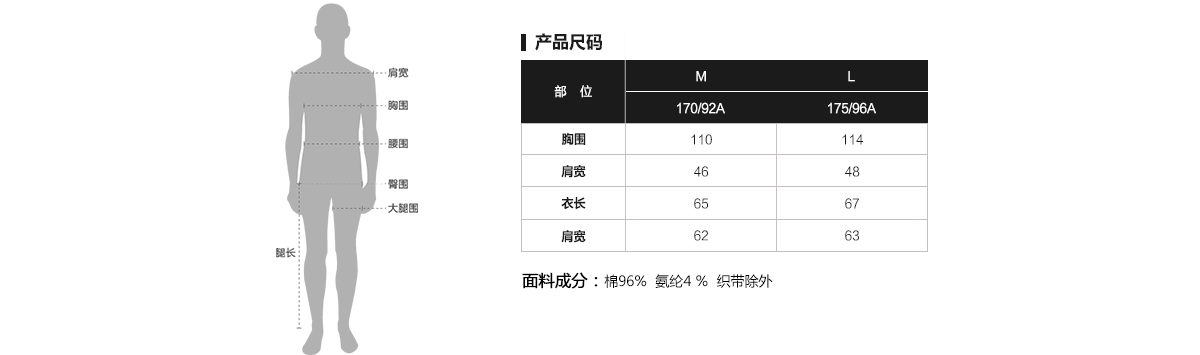 肩宽
胸围
腰围
臀围
大腿围
腿长
产品尺码
部 位 M L
170/92A 175/96A
胸围 110 114
肩宽 46 48
衣长 65 67
肩宽 62 63
面料成分：棉96% 氨纶4 % 织带除外